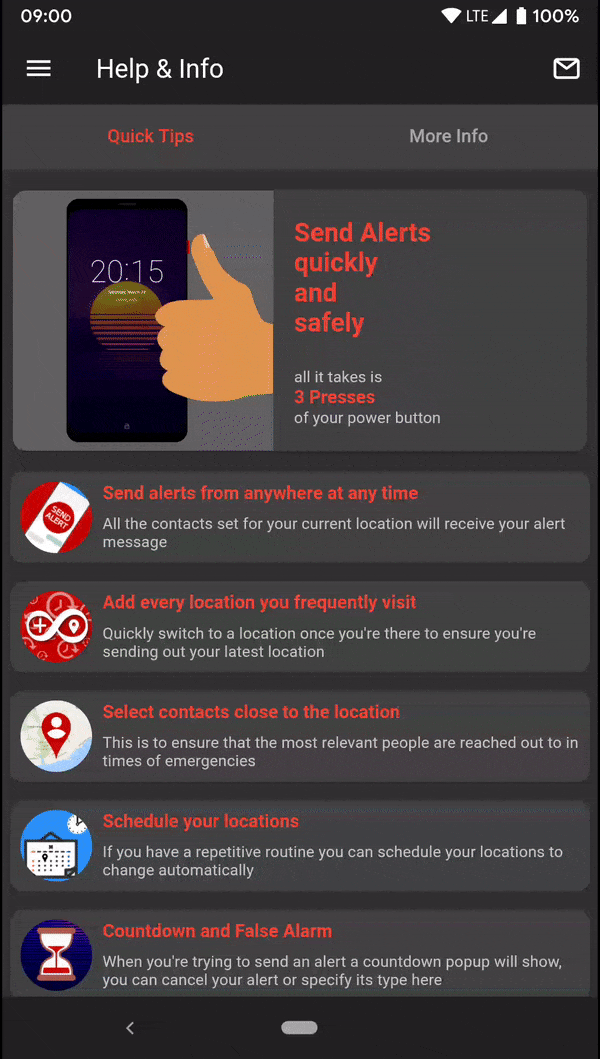 09:00
LTE
100%
Help & Info
Quick Tips
More Info
20:15
Send Alerts
quickly
and
safely
all it takes is
3 Presses
of your power button
SEND
ALERT
Send alerts from anywhere at any time
All the contacts set for your current location will receive your alert
message
Add every location you frequently visit
Quickly switch to a location once you're there to ensure you're
sending out your latest location
Select contacts close to the location
This is to ensure that the most relevant people are reached out to in
times of emergencies
Schedule your locations
If you have a repetitive routine you can schedule your locations to
change automatically
Countdown and False Alarm
When you're trying to send an alert a countdown popup will show,
you can cancel your alert or specify its type here